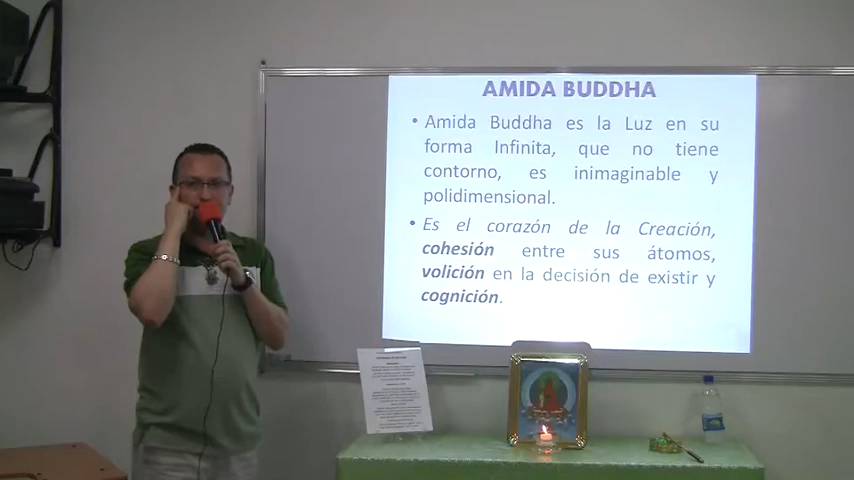 AMIDA BUDDHA
• Amida Buddha es la Luz en su
forma Infinita, que no tiene
contorno, es inimaginable y
polidimensional.
• Es el corazón de la Creación,
cohesión entre sus átomos,
volición en la decisión de existir y
cognición.